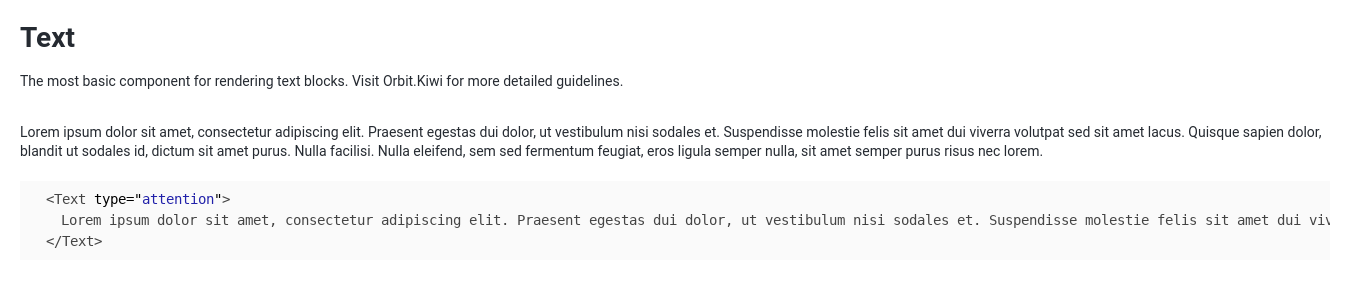 Text
The most basic component for rendering text blocks. Visit Orbit.Kiwi for more detailed guidelines.
Lorem ipsum dolor sit amet, consectetur adipiscing elit. Praesent egestas dui dolor, ut vestibulum nisi sodales et. Suspendisse molestie felis sit amet dui viverra volutpat sed sit amet lacus. Quisque sapien dolor,
blandit ut sodales id, dictum sit amet purus. Nulla facilisi. Nulla eleifend, sem sed fermentum feugiat, eros ligula semper nulla, sit amet semper purus risus nec lorem.
<Text type="attention">
Lorem ipsum dolor sit amet, consectetur adipiscing elit. Praesent egestas dui dolor, ut vestibulum nisi sodales et. Suspendisse molestie felis sit amet dui viv
</Text>